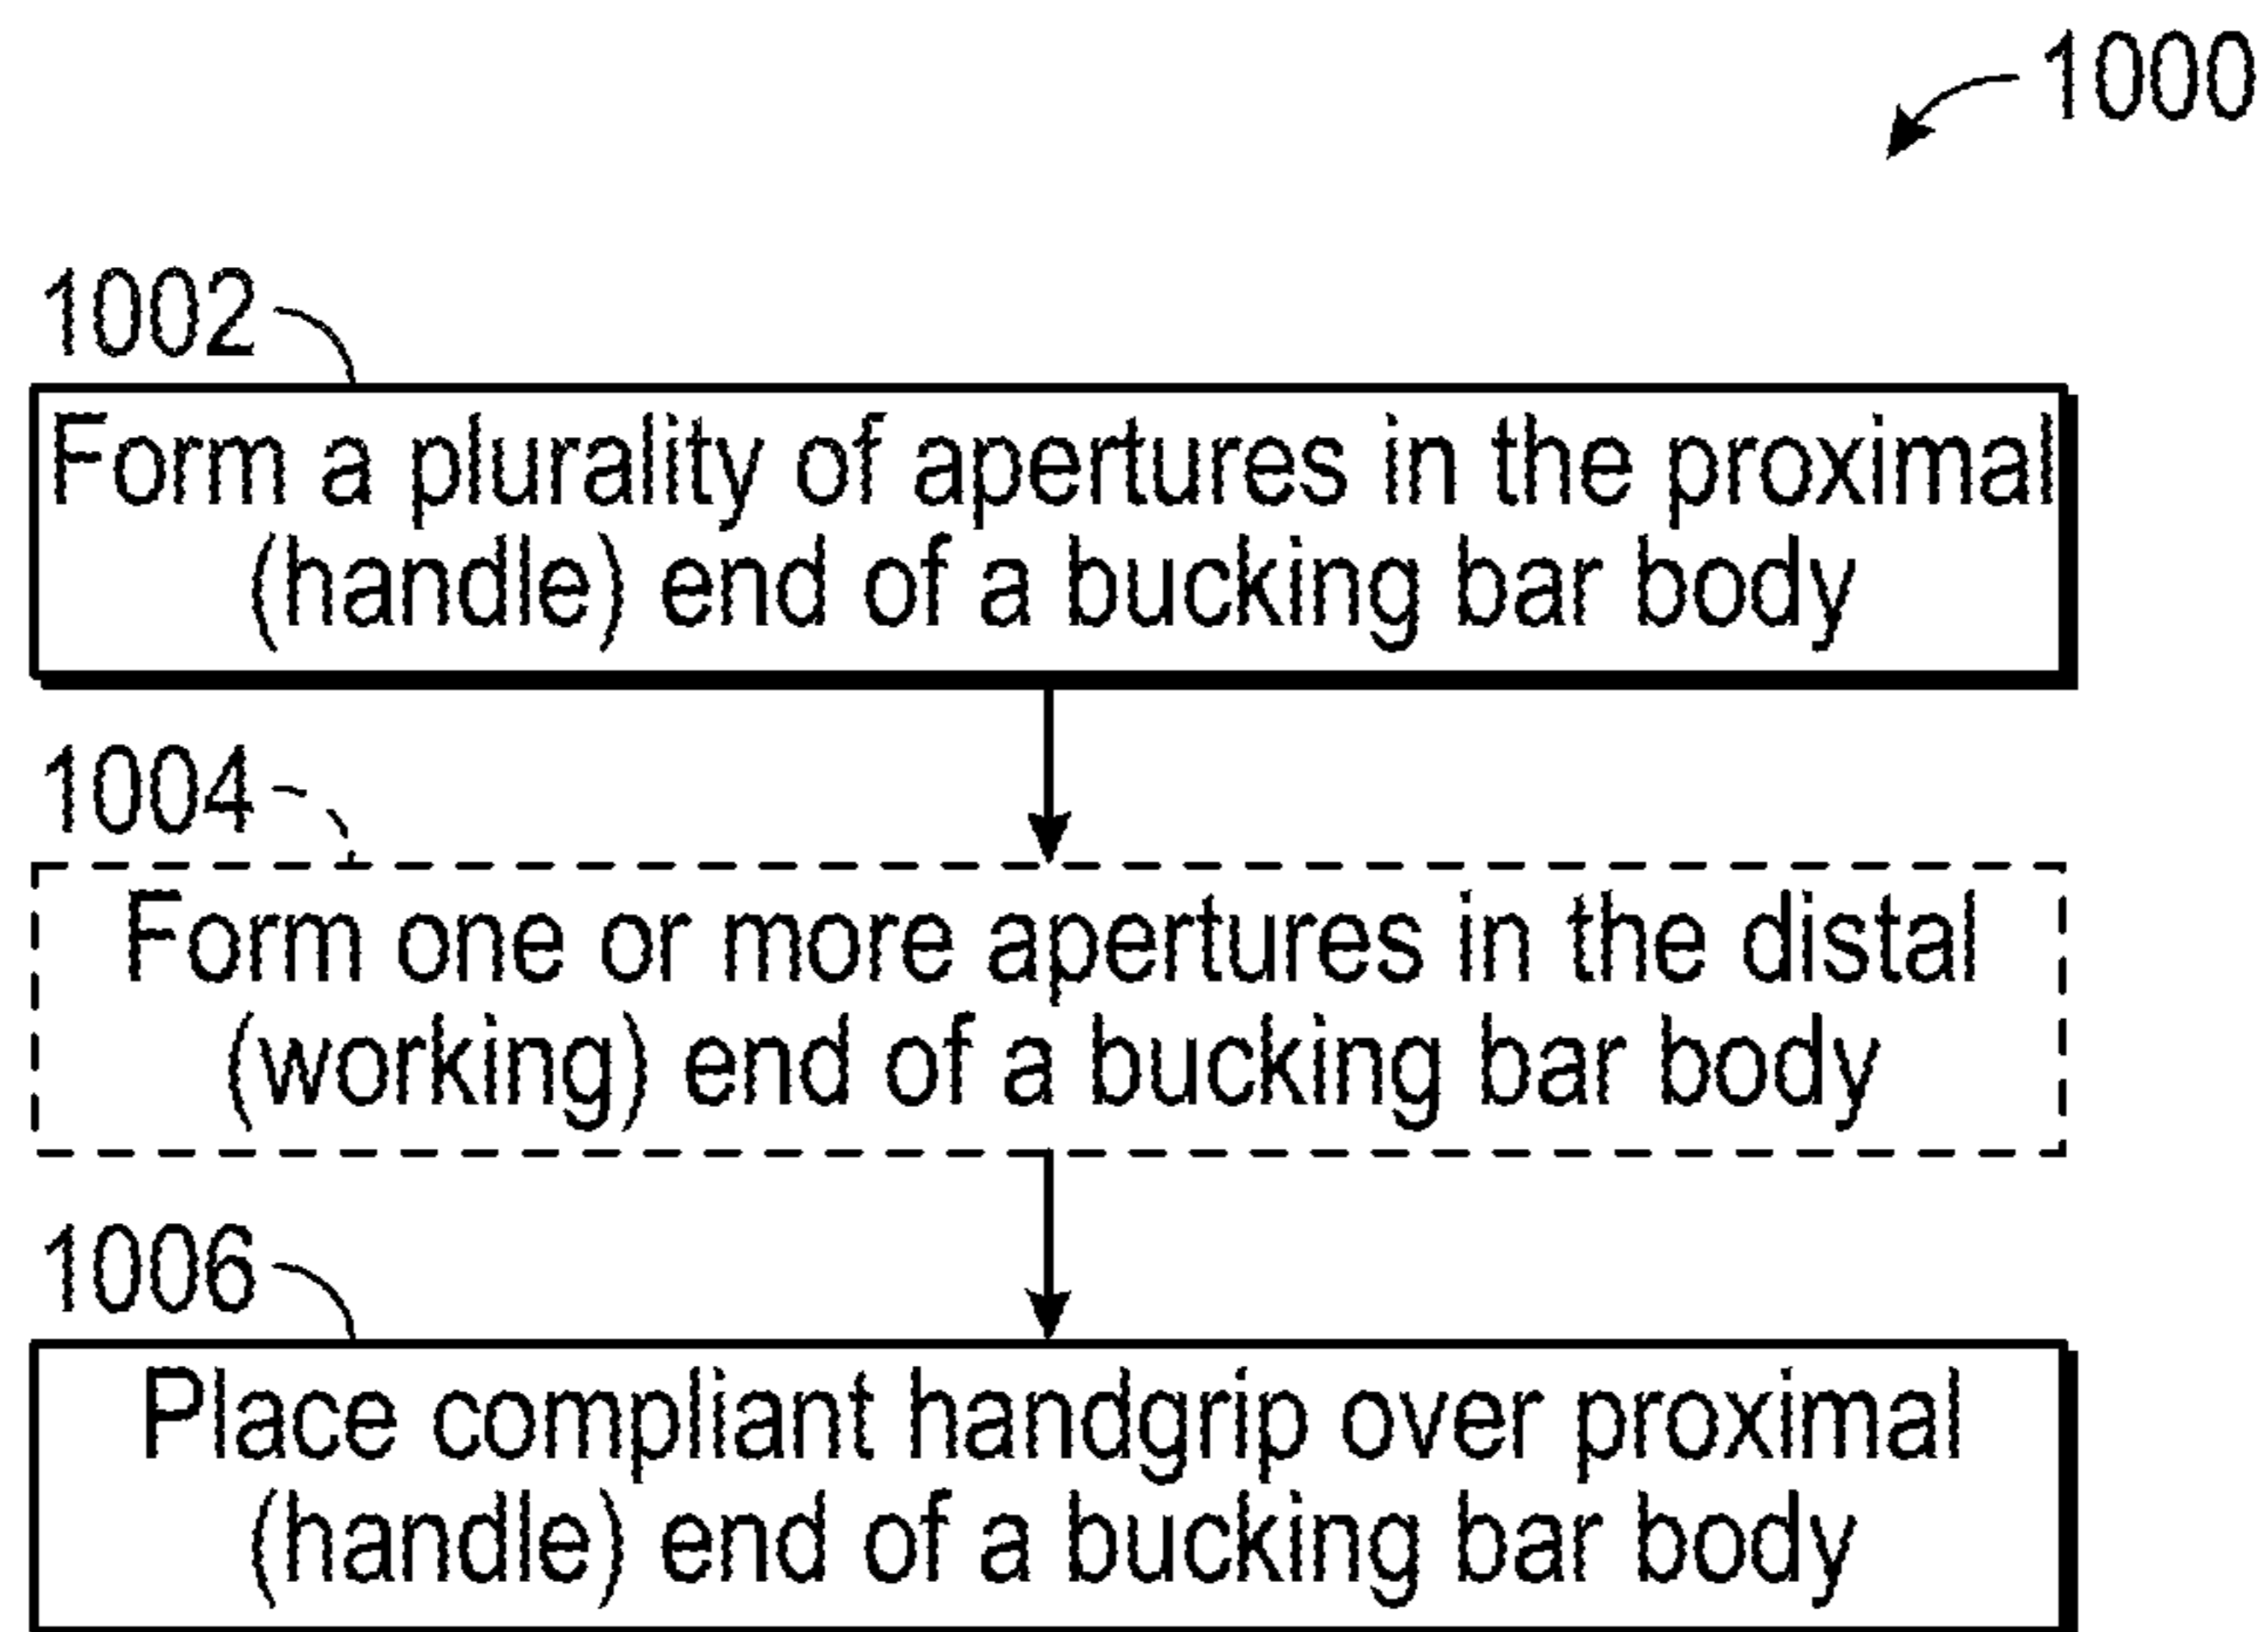 1000
1002
Form a plurality of apertures in the proximal
(handle) end of a bucking bar body
1004
Form one or more apertures in the distal
(working) end of a bucking bar body
1006
Place compliant handgrip over proximal
(handle) end of a bucking bar body